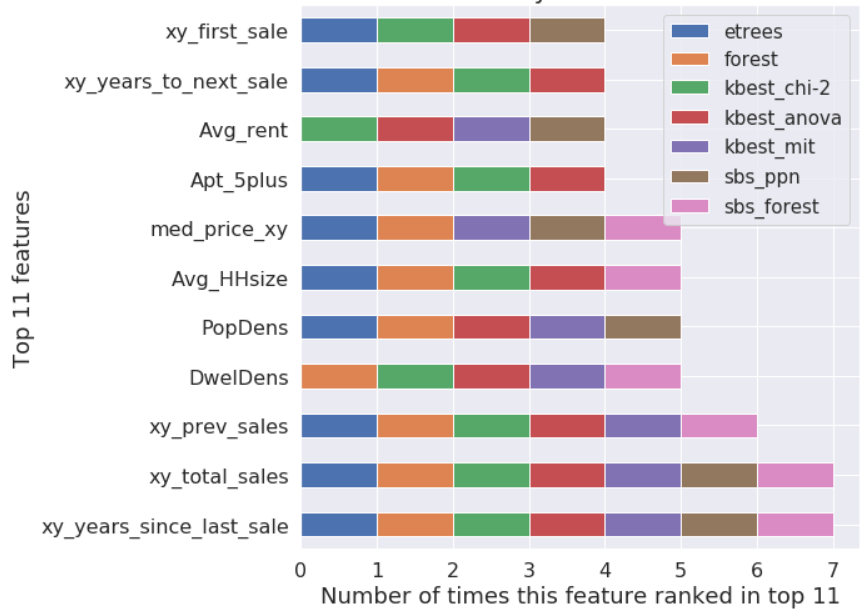 xy_first_sale
xy_years_to_next_sale
Avg_rent
Apt_5plus
med_price_xy
Avg_HHsize
PopDens
DwelDens
xy_prev_sales
xy_total_sales
xy_years_since_last_sale
Top 11 features
etrees
forest
kbest_chi-2
kbest_anova
kbest_mit
sbs_ppn
sbs_forest
0 1 2 3 4 5 6 7
Number of times this feature ranked in top 11